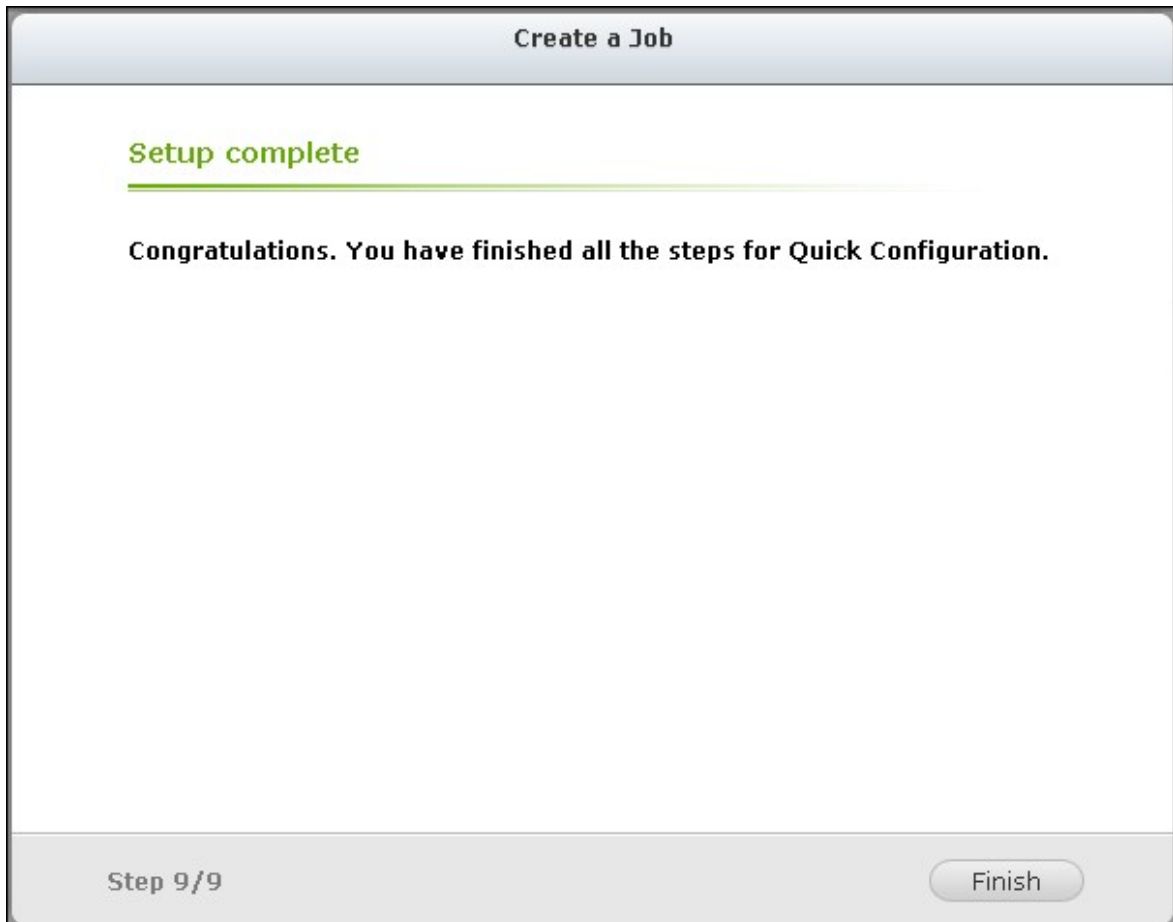 Create a Job
Setup complete
Congratulations. You have finished all the steps for Quick Configuration.
Step 9/9
Finish